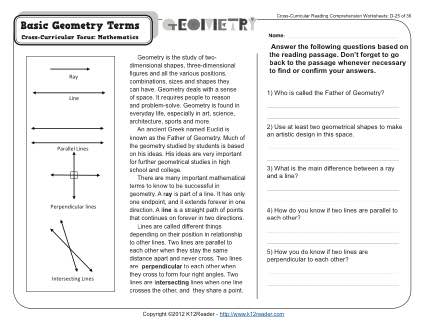 Cross-Curricular Reading Comprehension Worksheets: D-25 of 36
Basic Geometry Terms
Cross-Curricular Focus: Mathematics
GEOMETRY
Ray
Line
Parallel Lines
Perpendicular lines
Intersecting Lines
Geometry is the study of two-
dimensional shapes, three-dimensional
figures and all the various positions,
combinations, sizes and shapes they
can have. Geometry deals with a sense
of space. It requires people to reason
and problem-solve. Geometry is found in
everyday life, especially in art, science,
architecture, sports and more
An ancient Greek named Euclid is
known as the Father of Geometry. Much of
the geometry studied by students is based
on his ideas. His ideas are very important
for further geometrical studies in high
school and college.
There are many important mathematical
terms to know to be successful in
geometry. A ray is part of a line. It has only
one endpoint, and it extends forever in one
direction. A line is a straight path of points
that continues on forever in two directions.
Lines are called different things
depending on their position in relationship
to other lines. Two lines are parallel to
each other when they stay the same
distance apart and never cross. Two lines
are perpendicular to each other when
they cross to form four right angles. Two
lines are intersecting lines when one line
crosses the other, and they share a point.
Name:
Answer the following questions based on
the reading passage. Don't forget to go
back to the passage whenever necessary
to find or confirm your answers.
1) Who is called the Father of Geometry?
2) Use at least two geometrical shapes to make
an artistic design in this space.
3) What is the main difference between a ray
and a line?
4) How do you know if two lines are parallel to
each other?
5) How do you know if two lines are
perpendicular to each other?
Copyright ©2012 K12Reader - http://www.k12reader.com